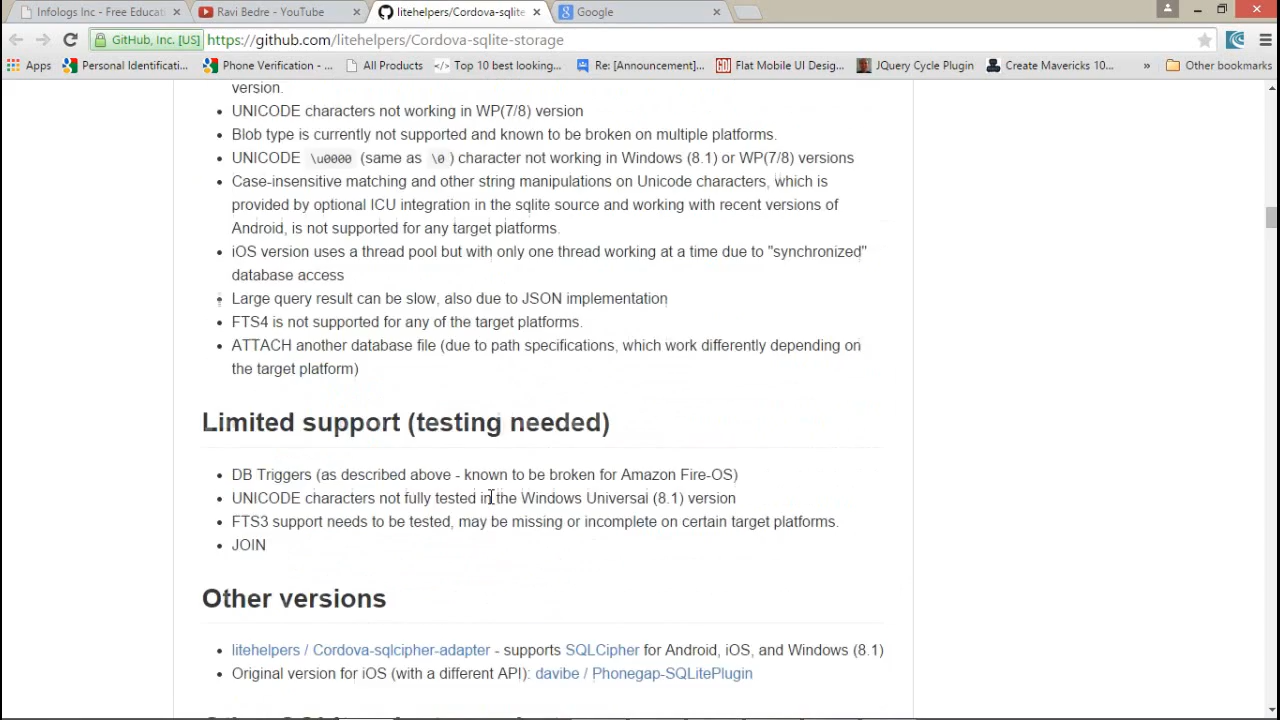 Infologs Inc - Free Educati
Ravi Bedre - YouTube
litehelpers/Cordova-sqlite
Google
GitHub, Inc. [US]
https://github.com/litehelpers/Cordova-sqlite-storage
Apps
Personal Identificati...
Phone Verification - ...
All Products
Top 10 best looking...
Re: [Announcement]...
Flat Mobile UI Desig...
JQuery Cycle Plugin
Create Mavericks 10...
»
Other bookmarks
version.
• UNICODE characters not working in WP(7/8) version
• Blob type is currently not supported and known to be broken on multiple platforms.
• UNICODE \u0000 (same as \0 ) character not working in Windows (8.1) or WP(7/8) versions
• Case-insensitive matching and other string manipulations on Unicode characters, which is
provided by optional ICU integration in the sqlite source and working with recent versions of
Android, is not supported for any target platforms.
• iOS version uses a thread pool but with only one thread working at a time due to "synchronized"
database access
• Large query result can be slow, also due to JSON implementation
• FTS4 is not supported for any of the target platforms.
• ATTACH another database file (due to path specifications, which work differently depending on
the target platform)
Limited support (testing needed)
• DB Triggers (as described above - known to be broken for Amazon Fire-OS)
• UNICODE characters not fully tested in the Windows Universal (8.1) version
• FTS3 support needs to be tested, may be missing or incomplete on certain target platforms.
• JOIN
Other versions
• litehelpers / Cordova-sqlcipher-adapter - supports SQLCipher for Android, iOS, and Windows (8.1)
• Original version for iOS (with a different API): davibe / Phonegap-SQLitePlugin